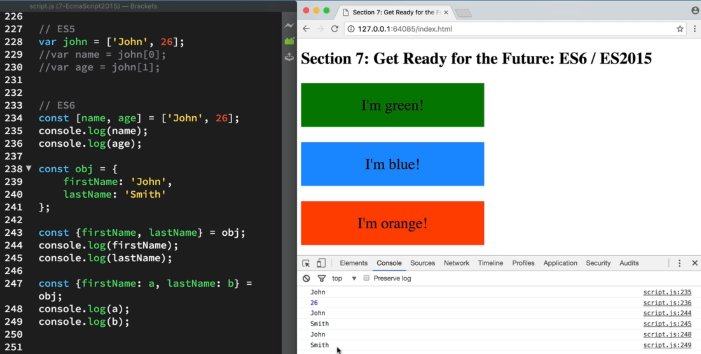 script.js (7-EcmaScript2015) — Brackets
226
227 // ES5
228 var john = ['John', 26];
229 //var name = john[0];
230 //var age = john[1];
231
232
233 // ES6
234 const [name, age] = ['John', 26];
235 console.log(name);
236 console.log(age);
237
238 const obj = {
239 firstName: 'John',
240 lastName: 'Smith'
241 };
242
243 const {firstName, lastName} = obj;
244 console.log(firstName);
245 console.log(lastName);
246
247 const {firstName: a, lastName: b} =
obj;
248 console.log(a);
249 console.log(b);
250
251
Section 7: Get Ready for the F
127.0.0.1:64085/index.html
Section 7: Get Ready for the Future: ES6 / ES2015
I'm green!
I'm blue!
I'm orange!
Elements Console Sources Network Timeline Profiles Application Security Audits
top Preserve log
John script.js:235
26 script.js:236
John script.js:244
Smith script.js:245
John script.js:248
Smith script.js:249